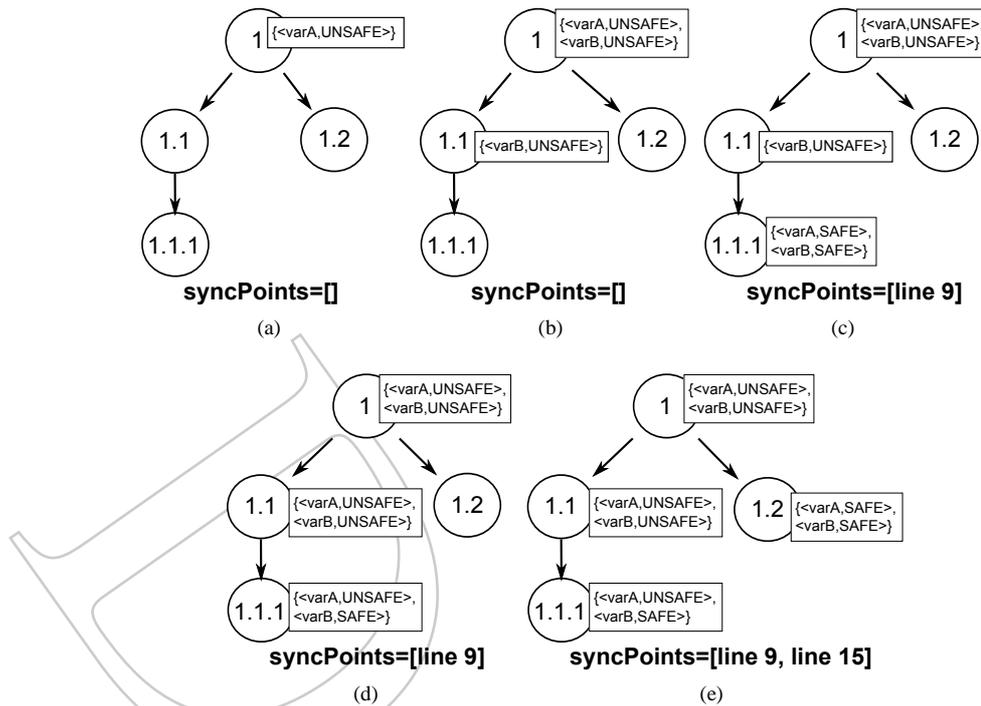 1
{<varA,UNSAFE>}
1.1
1.2
1.1.1
syncPoints=[]
(a)
1
{<varA,UNSAFE>,
<varB,UNSAFE>}
1.1
{<varB,UNSAFE>}
1.2
1.1.1
syncPoints=[]
(b)
1
{<varA,UNSAFE>,
<varB,UNSAFE>}
1.1
{<varB,UNSAFE>}
1.2
1.1.1
{<varA,SAFE>,
<varB,SAFE>}
syncPoints=[line 9]
(c)
1
{<varA,UNSAFE>,
<varB,UNSAFE>}
1.1
{<varA,UNSAFE>,
<varB,UNSAFE>}
1.2
1.1.1
{<varA,UNSAFE>,
<varB,SAFE>}
syncPoints=[line 9]
(d)
1
{<varA,UNSAFE>,
<varB,UNSAFE>}
1.1
{<varA,UNSAFE>,
<varB,UNSAFE>}
1.2
{<varA,SAFE>,
<varB,SAFE>}
1.1.1
{<varA,UNSAFE>,
<varB,SAFE>}
syncPoints=[line 9, line 15]
(e)